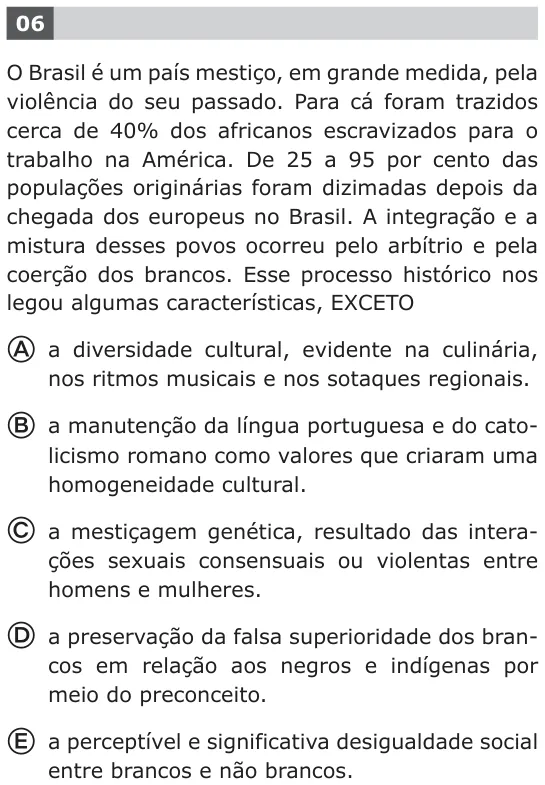 06
O Brasil é um país mestiço, em grande medida, pela
violência do seu passado. Para cá foram trazidos
cerca de 40% dos africanos escravizados para o
trabalho na América. De 25 a 95 por cento das
populações originárias foram dizimadas depois da
chegada dos europeus no Brasil. A integração e a
mistura desses povos ocorreu pelo arbítrio e pela
coerção dos brancos. Esse processo histórico nos
legou algumas características, EXCETO
A a diversidade cultural, evidente na culinária,
nos ritmos musicais e nos sotaques regionais.
B a manutenção da língua portuguesa e do cato-
licismo romano como valores que criaram uma
homogeneidade cultural.
C a mestiçagem genética, resultado das intera-
ções sexuais consensuais ou violentas entre
homens e mulheres.
D a preservação da falsa superioridade dos bran-
cos em relação aos negros e indígenas por
meio do preconceito.
E a perceptível e significativa desigualdade social
entre brancos e não brancos.